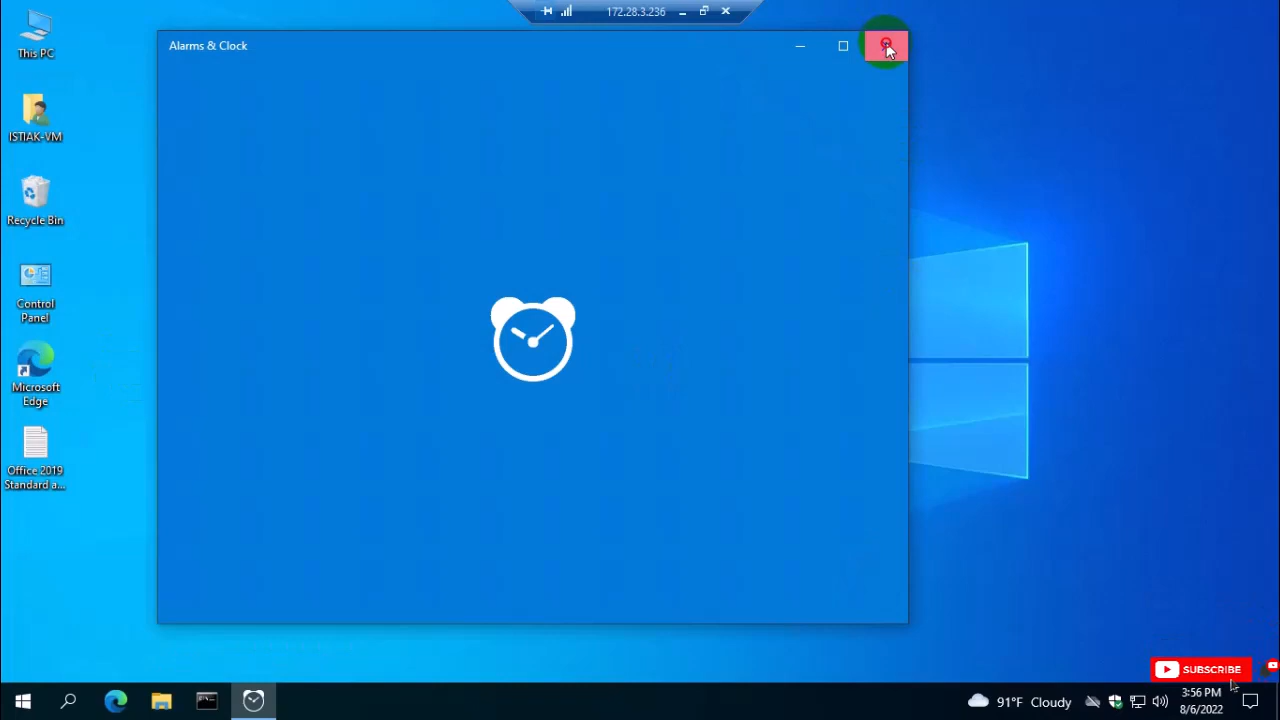 172.28.3.236
Alarms & Clock
This PC
ISTIAK-VM
Recycle Bin
Control
Panel
Microsoft
Edge
Office 2019
Standard a...
SUBSCRIBE
91°F Cloudy
3:56 PM
8/6/2022